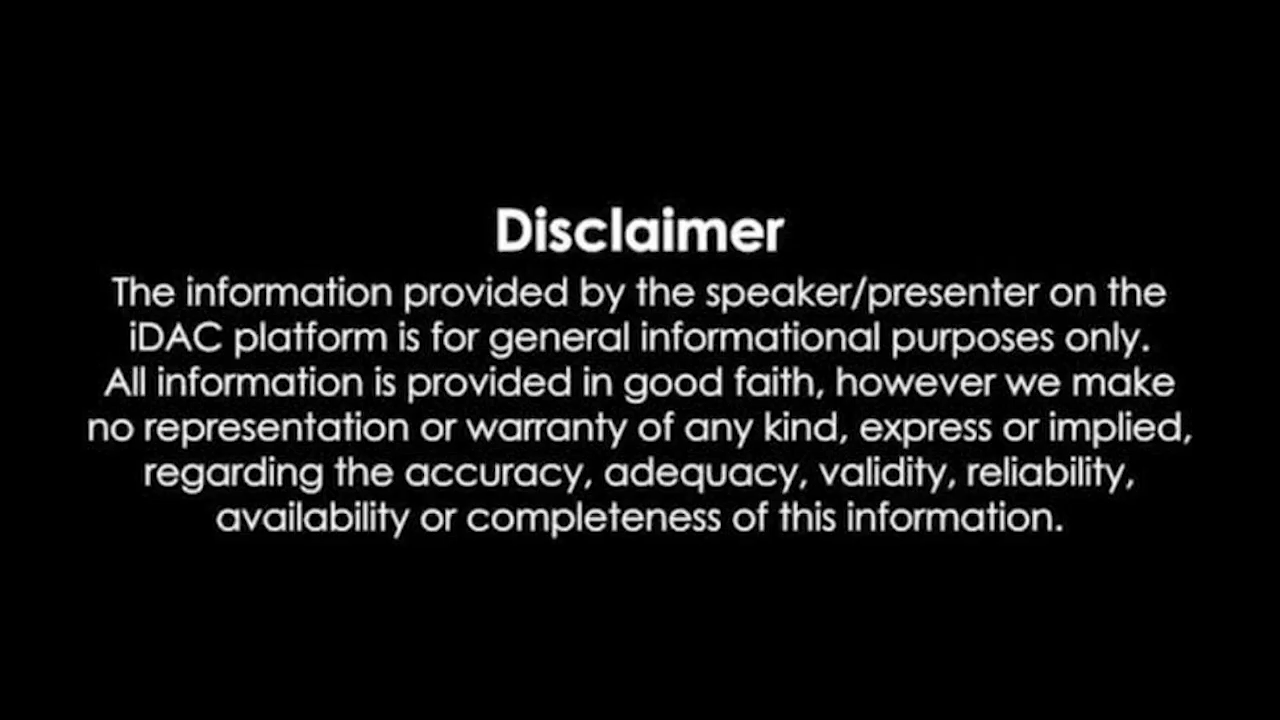 Disclaimer
The information provided by the speaker/presenter on the
iDAC platform is for general informational purposes only.
All information is provided in good faith, however we make
no representation or warranty of any kind, express or implied,
regarding the accuracy, adequacy, validity, reliability,
availability or completeness of this information.